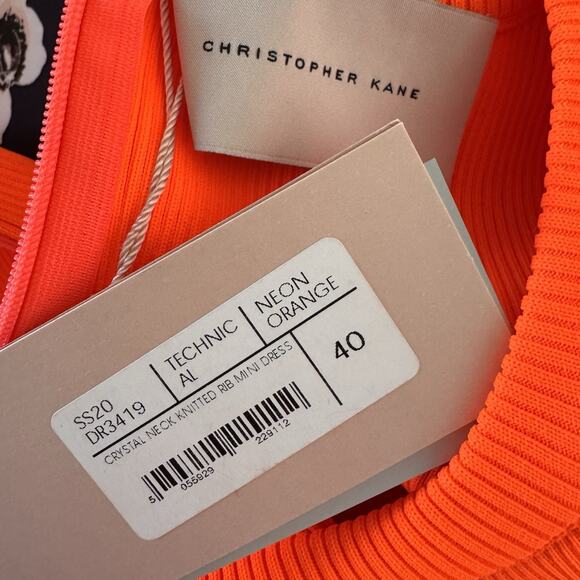 CHRISTOPHER KANE
SS20
DR3419
TECHNIC
AL
NEON
ORANGE
CRYSTAL NECK KNITTED RIB MINI DRESS
40
5 055929 229112